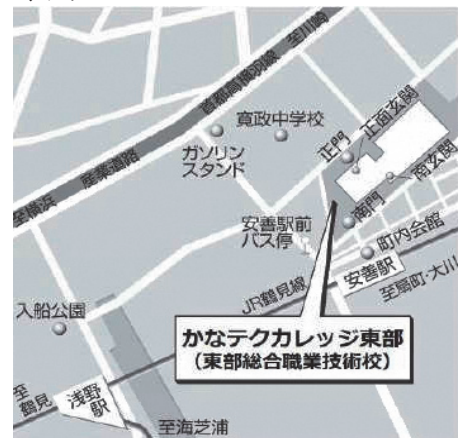 首都高横羽線
至川崎
寛政中学校
ガソリン
スタンド
正門
正面玄関
南玄関
産業道路
至横浜
南門
安善駅前
バス停
町内会館
安善駅
至扇町・大川
JR鶴見線
入船公園
かなテクカレッジ東部
(東部総合職業技術校)
至
鶴見
浅野
駅
至海芝浦